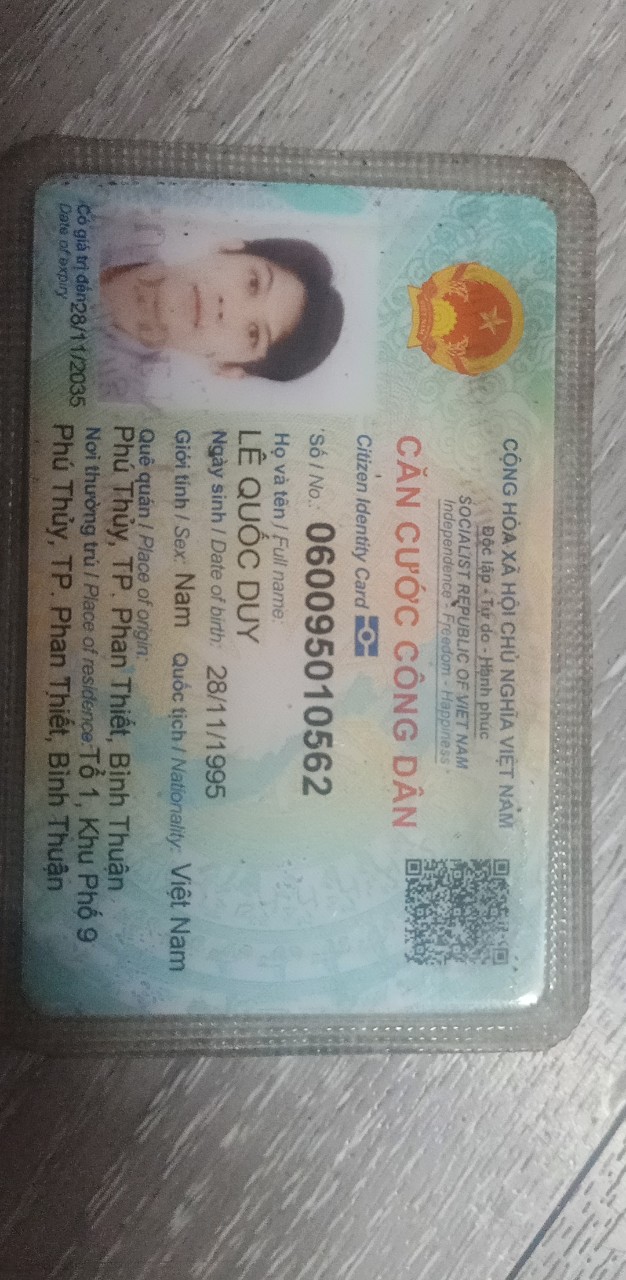 CỘNG HÒA XÃ HỘI CHỦ NGHĨA VIỆT NAM
Độc lập - Tự do - Hạnh phúc
SOCIALIST REPUBLIC OF VIET NAM
Independence - Freedom - Happiness
CĂN CƯỚC CÔNG DÂN
Citizen Identity Card
Số / No.: 060095010562
Họ và tên / Full name:
LÊ QUỐC DUY
Ngày sinh / Date of birth: 28/11/1995
Giới tính / Sex: Nam Quốc tịch / Nationality: Việt Nam
Quê quán / Place of origin:
Phú Thủy, TP. Phan Thiết, Bình Thuận
Nơi thường trú / Place of residence: Tổ 1, Khu Phố 9
Phú Thủy, TP. Phan Thiết, Bình Thuận
Có giá trị đến 28/11/2035
Date of expiry